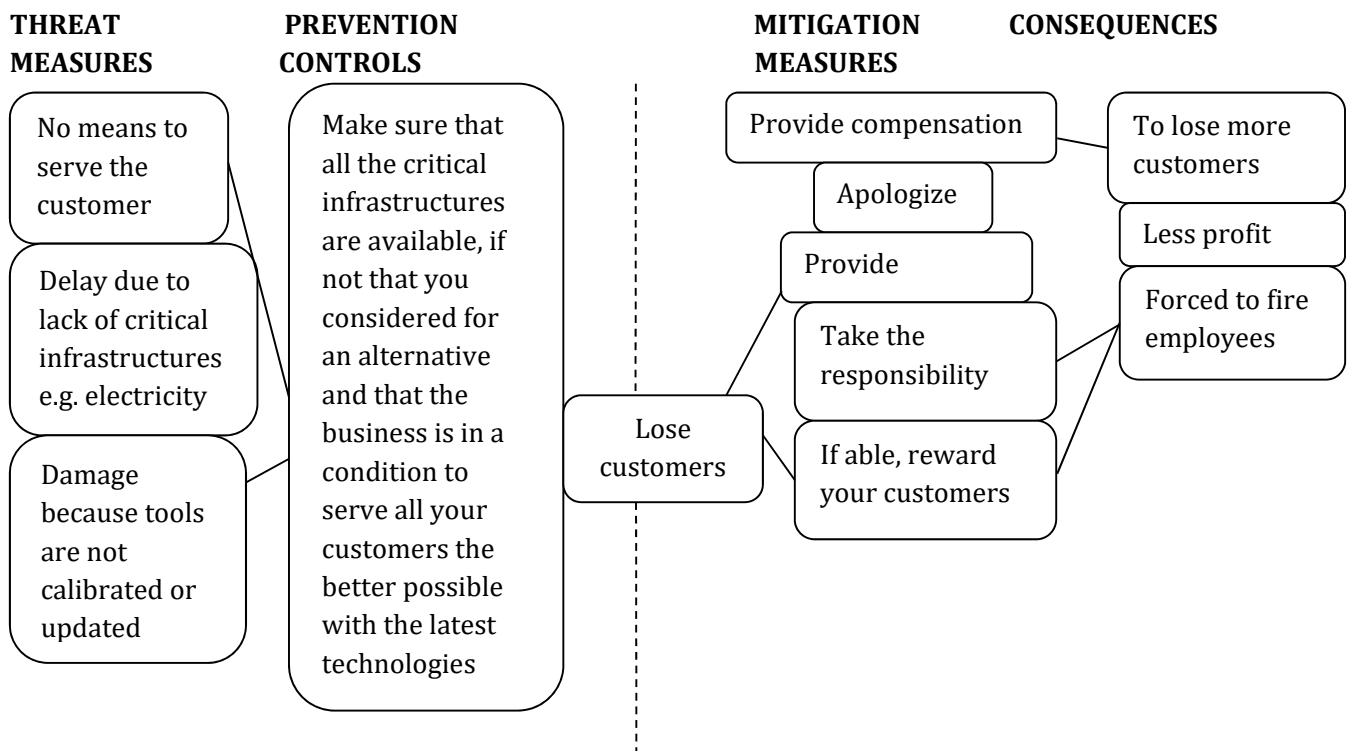 THREAT MEASURES
PREVENTION CONTROLS
MITIGATION MEASURES
CONSEQUENCES
No means to
serve the
customer
Delay due to
lack of critical
infrastructures
e.g. electricity
Damage
because tools
are not
calibrated or
updated
Make sure that
all the critical
infrastructures
are available, if
not that you
considered for
an alternative
and that the
business is in a
condition to
serve all your
customers the
better possible
with the latest
technologies
Lose
customers
Provide compensation
Apologize
Provide
Take the
responsibility
If able, reward
your customers
To lose more
customers
Less profit
Forced to fire
employees